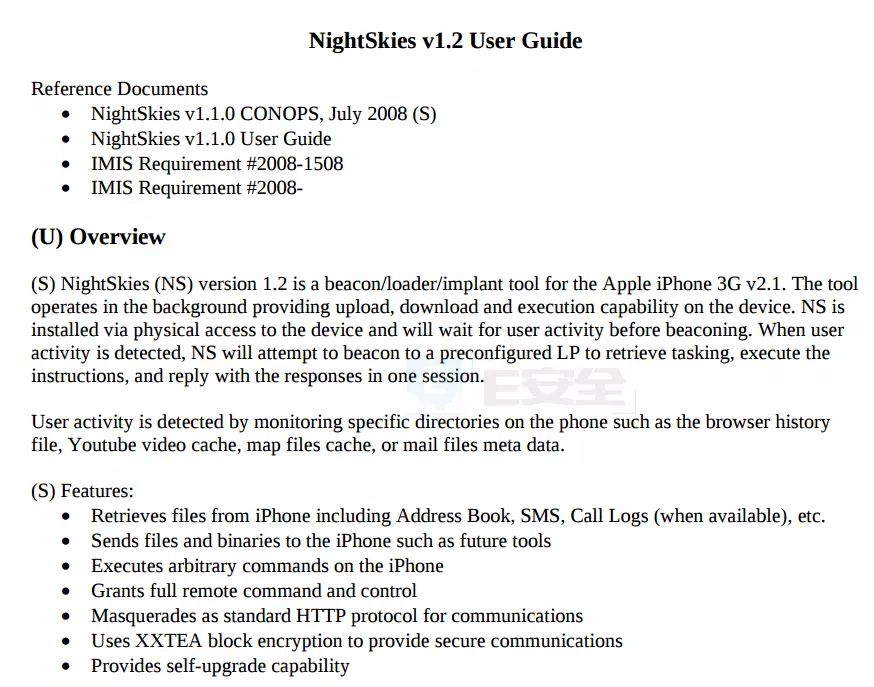 NightSkies v1.2 User Guide
Reference Documents
• NightSkies v1.1.0 CONOPS, July 2008 (S)
• NightSkies v1.1.0 User Guide
• IMIS Requirement #2008-1508
• IMIS Requirement #2008-
(U) Overview
(S) NightSkies (NS) version 1.2 is a beacon/loader/implant tool for the Apple iPhone 3G v2.1. The tool
operates in the background providing upload, download and execution capability on the device. NS is
installed via physical access to the device and will wait for user activity before beaconing. When user
activity is detected, NS will attempt to beacon to a preconfigured LP to retrieve tasking, execute the
instructions, and reply with the responses in one session.
E安全
User activity is detected by monitoring specific directories on the phone such as the browser history
file, Youtube video cache, map files cache, or mail files meta data.
(S) Features:
• Retrieves files from iPhone including Address Book, SMS, Call Logs (when available), etc.
• Sends files and binaries to the iPhone such as future tools
• Executes arbitrary commands on the iPhone
• Grants full remote command and control
• Masquerades as standard HTTP protocol for communications
• Uses XXTEA block encryption to provide secure communications
• Provides self-upgrade capability